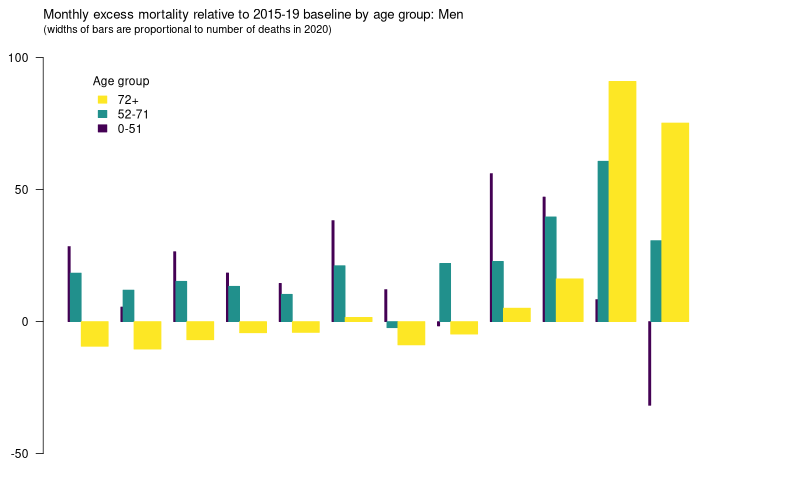 Monthly excess mortality relative to 2015-19 baseline by age group: Men
(widths of bars are proportional to number of deaths in 2020)
100
Age group
72+
52-71
0-51
50
0
-50